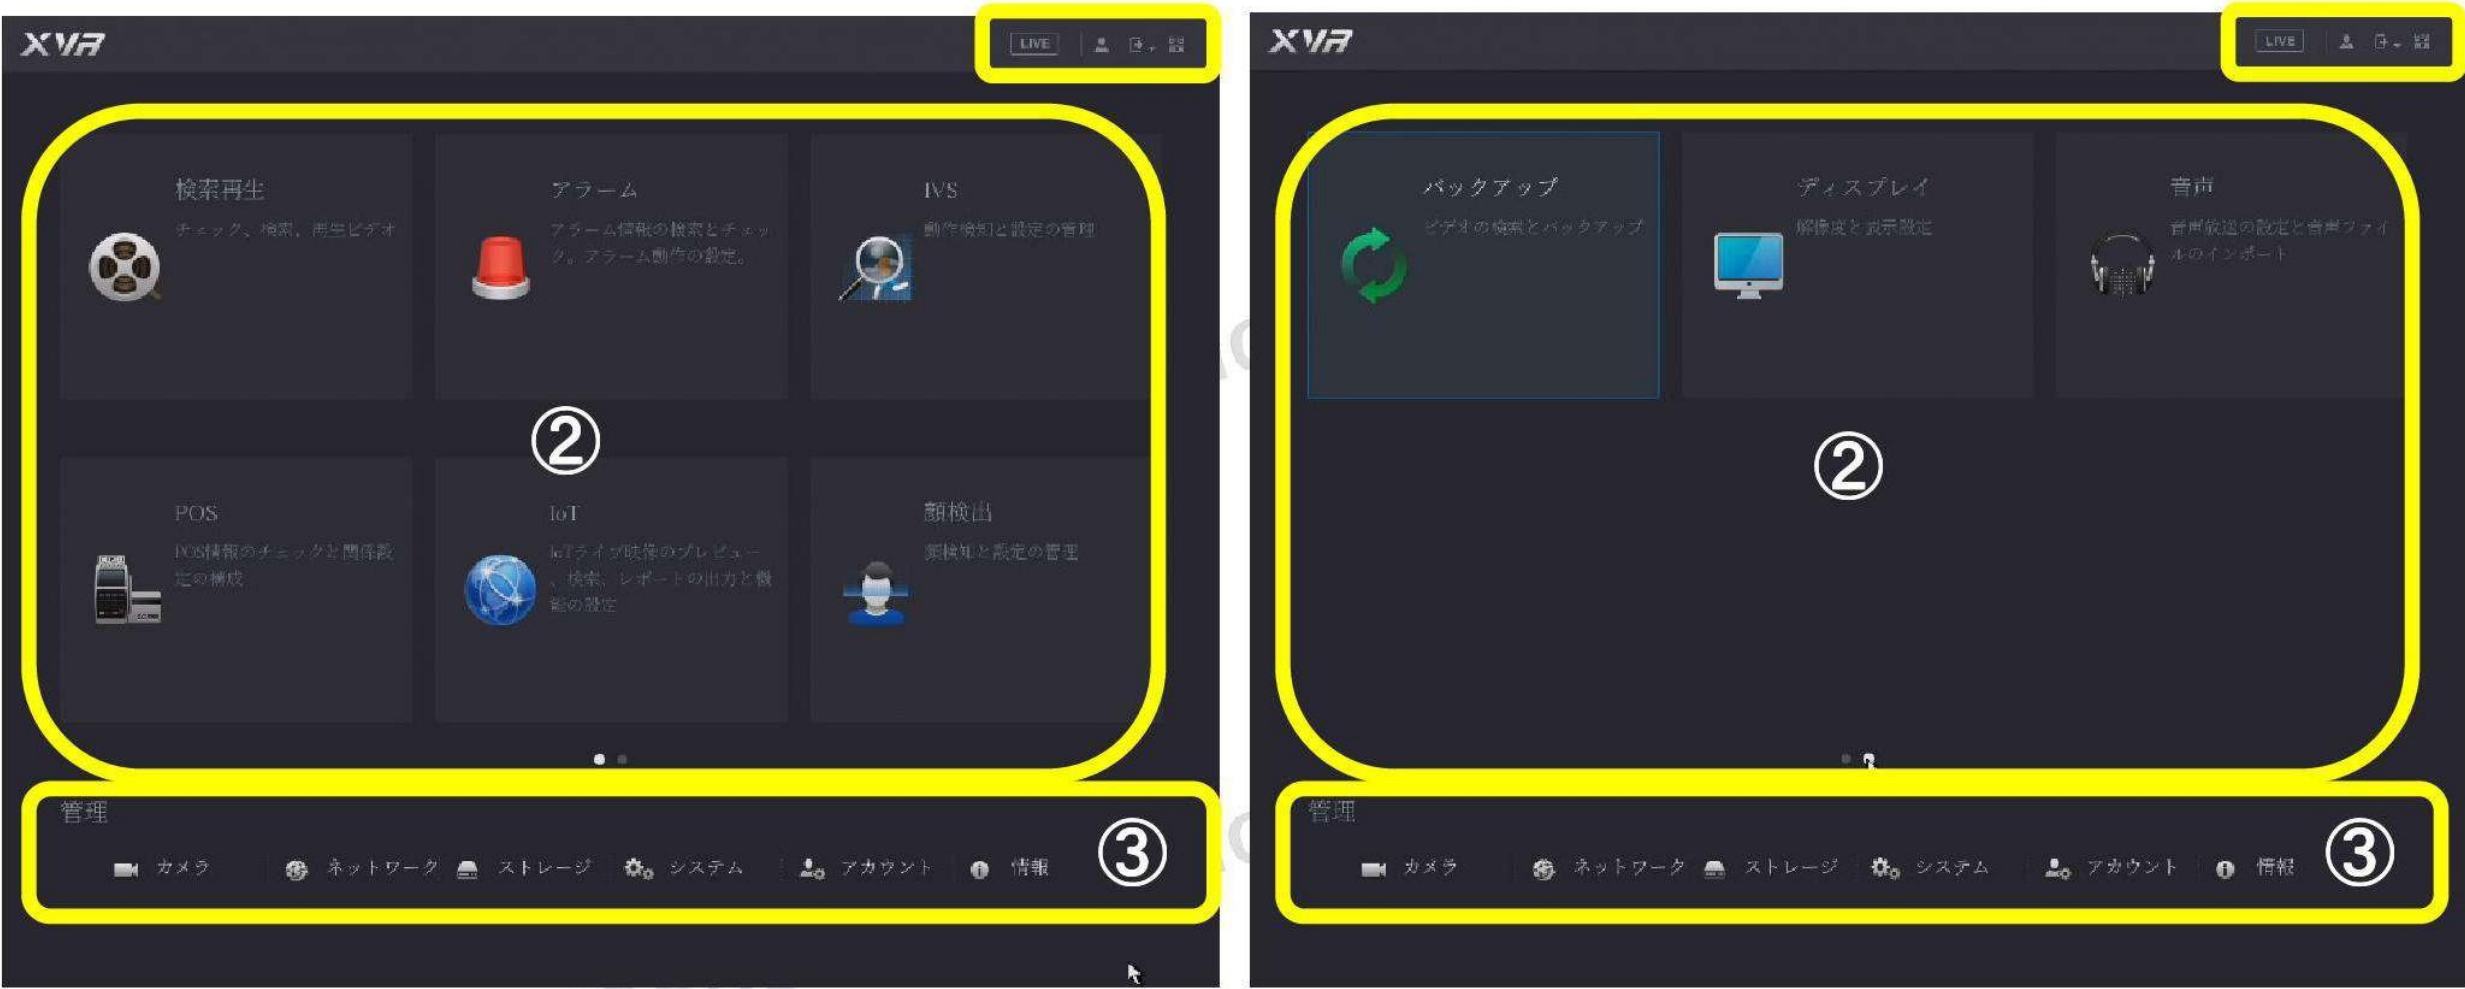 XVR
LIVE
検索再生
チェック、検索、再生ビデオ
アラーム
アラーム情報の検索とチェッ
ク。アラーム動作の設定。
IVS
動作検知と設定の管理
②
POS
POS情報のチェックと関係設
定の構成
IoT
IoTライブ映像のプレビュー
、検索、レポートの出力と機
能の設定
顔検出
顔検知と設定の管理
管理
カメラ
ネットワーク
ストレージ
システム
アカウント
情報
③
XVR
LIVE
バックアップ
ビデオの検索とバックアップ
ディスプレイ
解像度と表示設定
音声
音声放送の設定と音声ファイ
ルのインポート
②
管理
カメラ
ネットワーク
ストレージ
システム
アカウント
情報
③